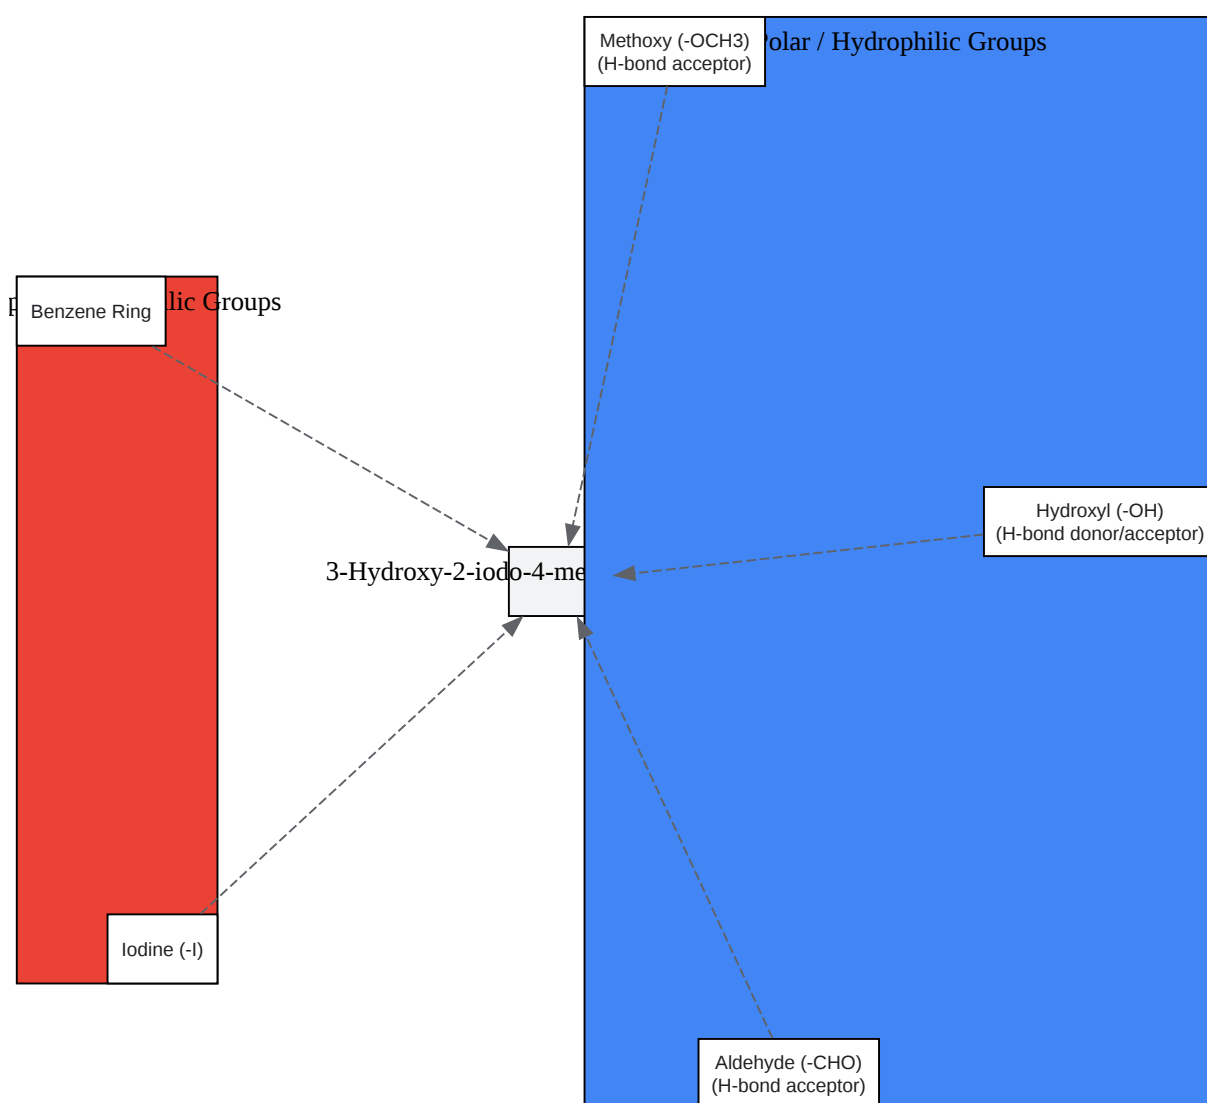 Methoxy (-OCH3)
(H-bond acceptor)
olar / Hydrophilic Groups
Benzene Ring
lic Groups
Hydroxyl (-OH)
(H-bond donor/acceptor)
3-Hydroxy-2-iodo-4-me
Iodine (-I)
Aldehyde (-CHO)
(H-bond acceptor)